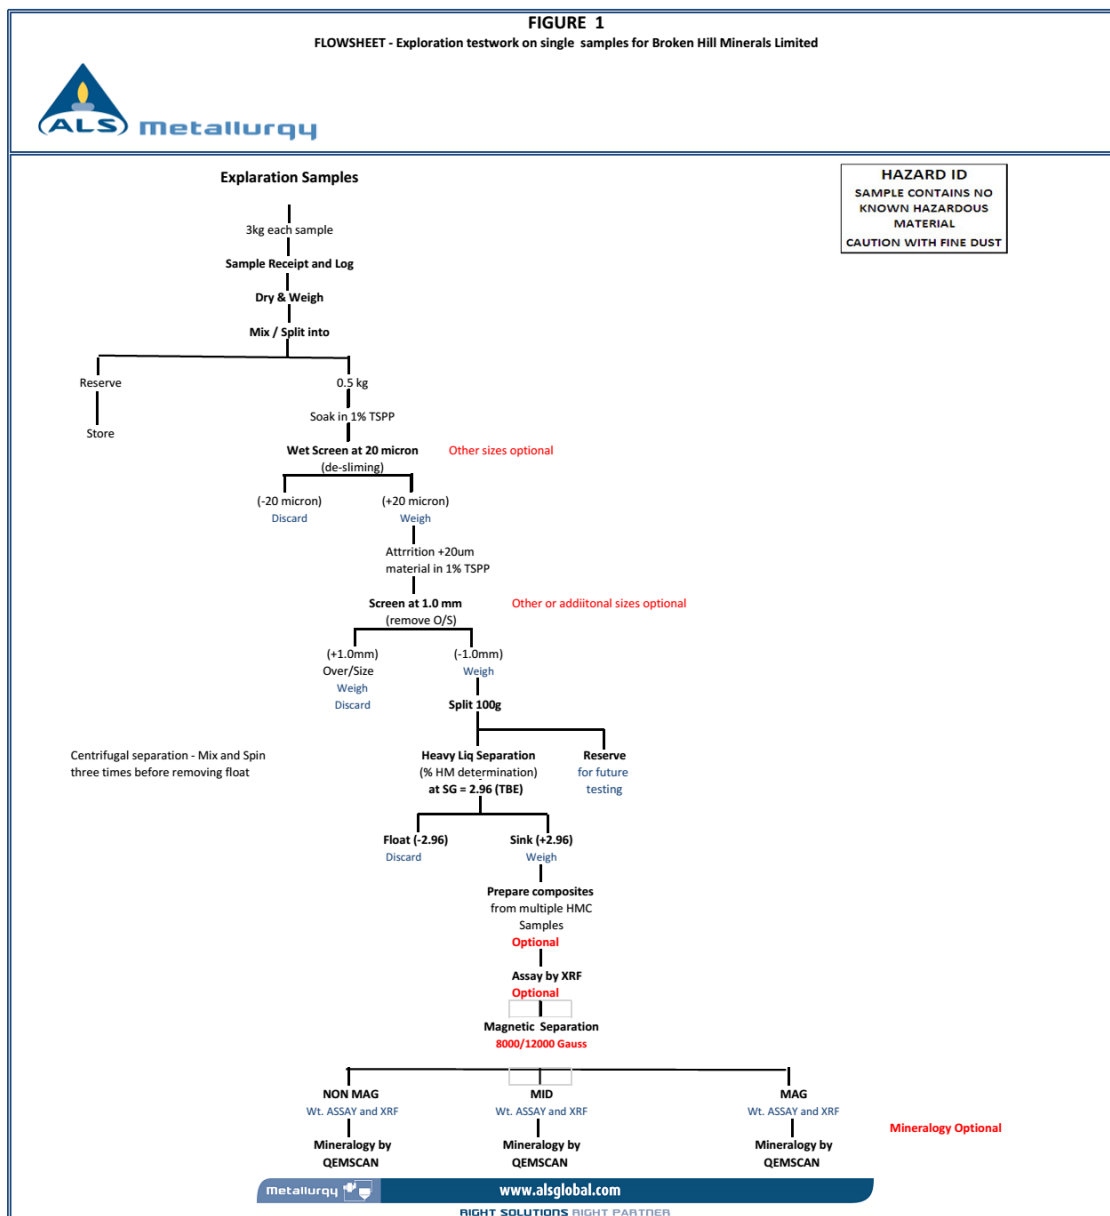 FIGURE 1
FLOWSHEET - Exploration testwork on single samples for Broken Hill Minerals Limited
ALS Metallurgy
Explaration Samples
HAZARD ID
SAMPLE CONTAINS NO
KNOWN HAZARDOUS
MATERIAL
CAUTION WITH FINE DUST
3kg each sample
Sample Receipt and Log
Dry & Weigh
Mix / Split into
Reserve
0.5 kg
Soak in 1% TSPP
Store
Wet Screen at 20 micron
Other sizes optional
(de-sliming)
(-20 micron)
(+20 micron)
Discard
Weigh
Attrrition +20um
material in 1% TSPP
Screen at 1.0 mm
Other or addiitonal sizes optional
(remove O/S)
(+1.0mm)
(-1.0mm)
Over/Size
Weigh
Weigh
Discard
Split 100g
Centrifugal separation - Mix and Spin
three times before removing float
Heavy Liq Separation
(% HM determination)
at SG = 2.96 (TBE)
Reserve
for future
testing
Float (-2.96)
Sink (+2.96)
Discard
Weigh
Prepare composites
from multiple HMC
Samples
Optional
Assay by XRF
Optional
Magnetic Separation
8000/12000 Gauss
NON MAG
MID
MAG
Wt. ASSAY and XRF
Wt. ASSAY and XRF
Wt. ASSAY and XRF
Mineralogy Optional
Mineralogy by
QEMSCAN
Mineralogy by
QEMSCAN
Mineralogy by
QEMSCAN
Metallurgy
www.alsglobal.com
RIGHT SOLUTIONS RIGHT PARTNER